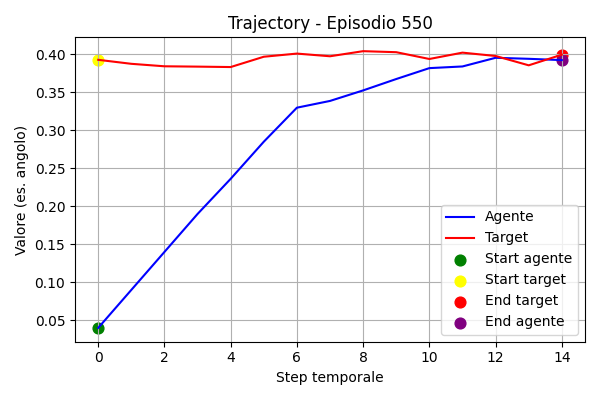 Trajectory - Episodio 550
Valore (es. angolo)
0.40
0.35
0.30
0.25
0.20
0.15
0.10
0.05
0 2 4 6 8 10 12 14
Step temporale
Agente
Target
Start agente
Start target
End target
End agente